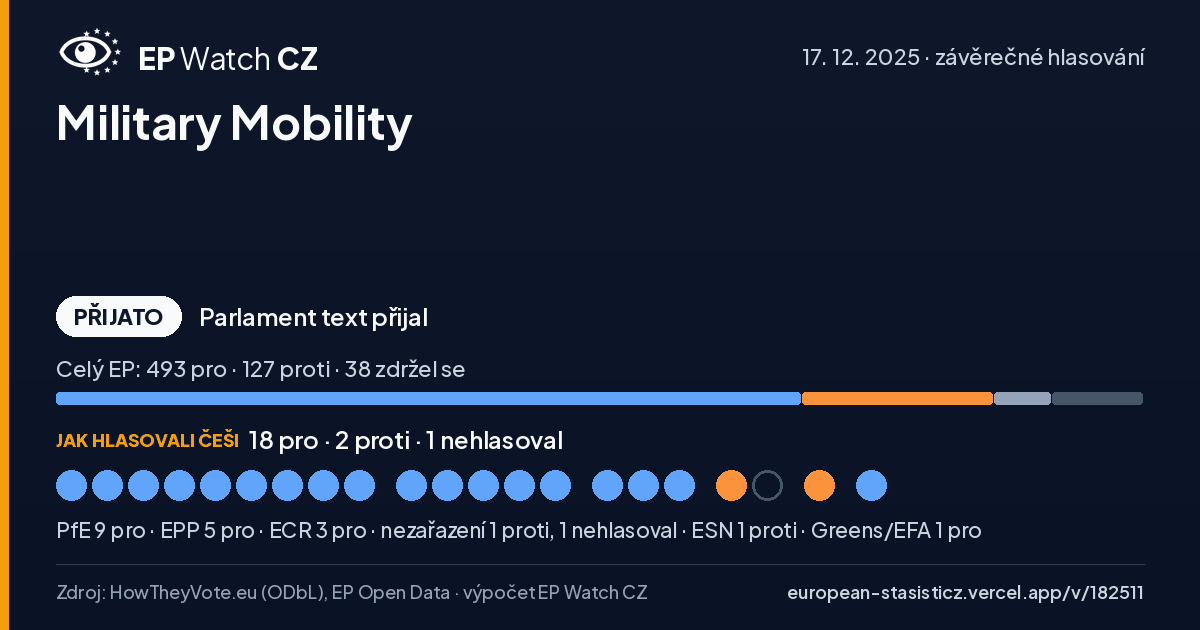 EP Watch CZ
17. 12. 2025 · závěrečné hlasování
Military Mobility
PŘIJATO Parlament text přijal
Celý EP: 493 pro · 127 proti · 38 zdržel se
JAK HLASOVALI ČEŠI 18 pro · 2 proti · 1 nehlasoval
PfE 9 pro · EPP 5 pro · ECR 3 pro · nezařazení 1 proti, 1 nehlasoval · ESN 1 proti · Greens/EFA 1 pro
Zdroj: HowTheyVote.eu (ODbL), EP Open Data · výpočet EP Watch CZ
european-stasisticz.vercel.app/v/182511